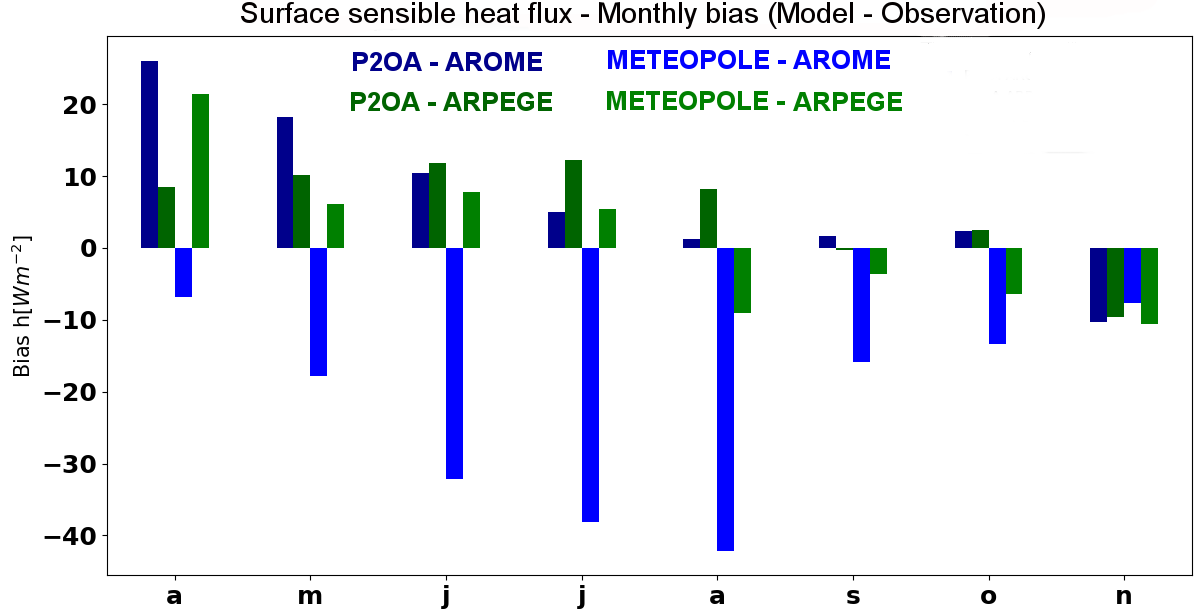 Surface sensible heat flux - Monthly bias (Model - Observation)
P2OA - AROME METEOPOLE - AROME
P2OA - ARPEGE METEOPOLE - ARPEGE
Bias h[Wm⁻²]
20
10
0
−10
−20
−30
−40
a m j j a s o n